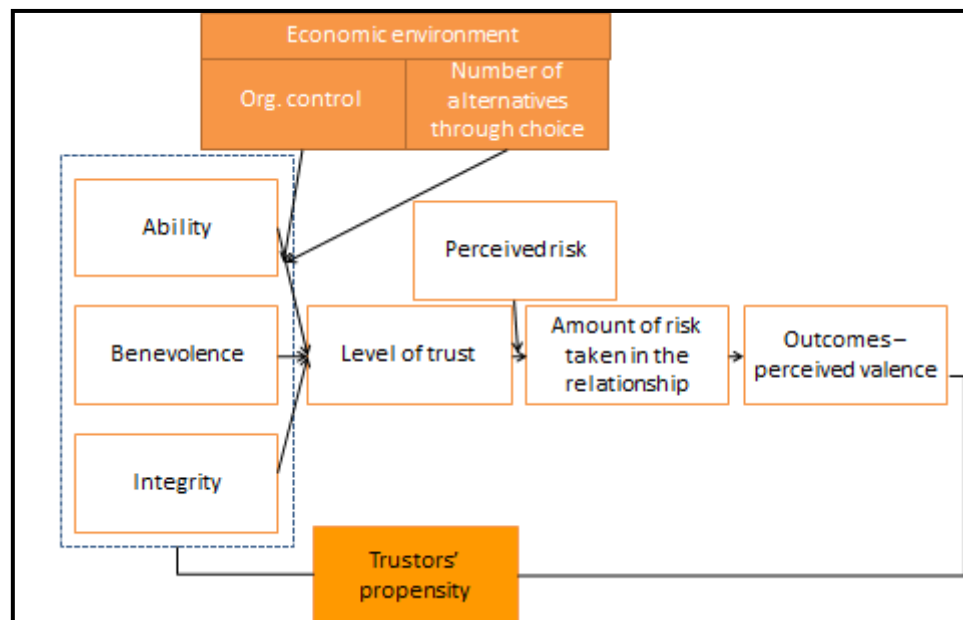 Economic environment
Org. control
Number of
alternatives
through choice
Ability
Perceived risk
Benevolence
Level of trust
Amount of risk
taken in the
relationship
Outcomes –
perceived valence
Integrity
Trustors’
propensity